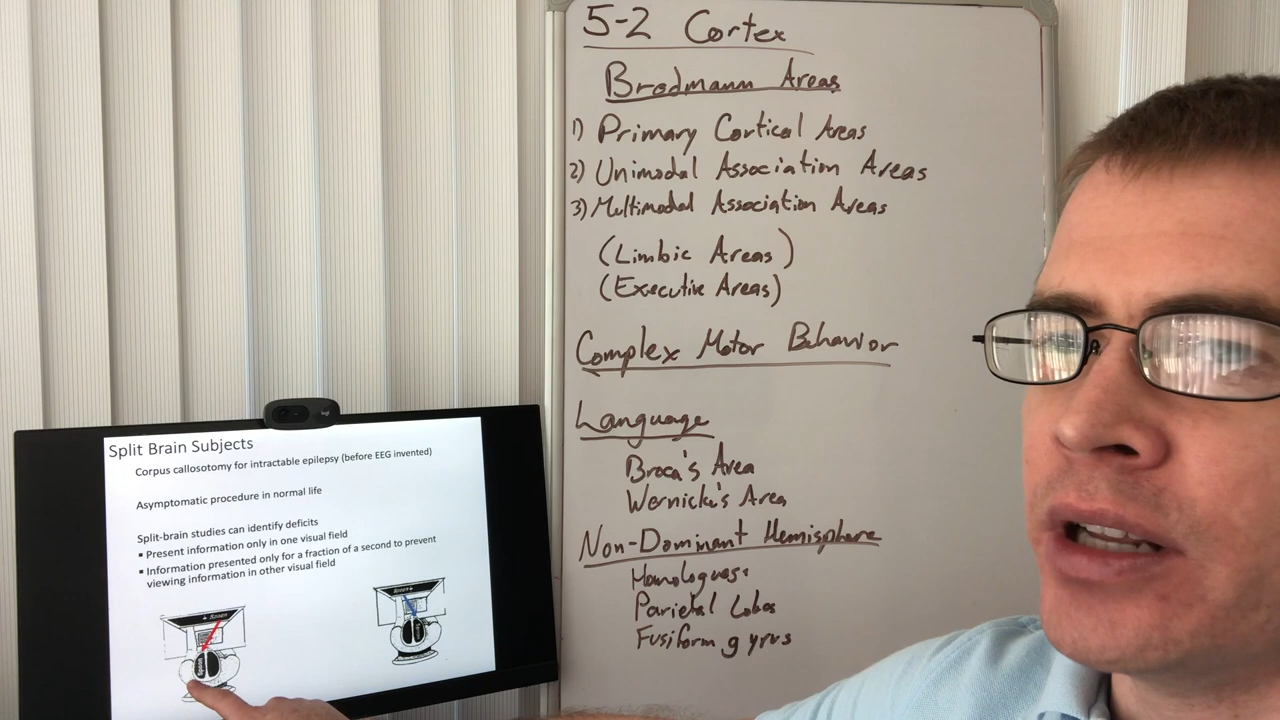 5-2 Cortex
Brodmann Areas
1) Primary Cortical Areas
2) Unimodal Association Areas
3) Multimodal Association Areas
(Limbic Areas)
(Executive Areas)
Complex Motor Behavior
Language
Broca's Area
Wernicke's Area
Non-Dominant Hemisphere
Homologues
Parietal Lobes
Fusiform gyrus
Split Brain Subjects
Corpus callosotomy for intractable epilepsy (before EEG invented)
Asymptomatic procedure in normal life
Split-brain studies can identify deficits
▪ Present information only in one visual field
▪ Information presented only for a fraction of a second to prevent
viewing information in other visual field